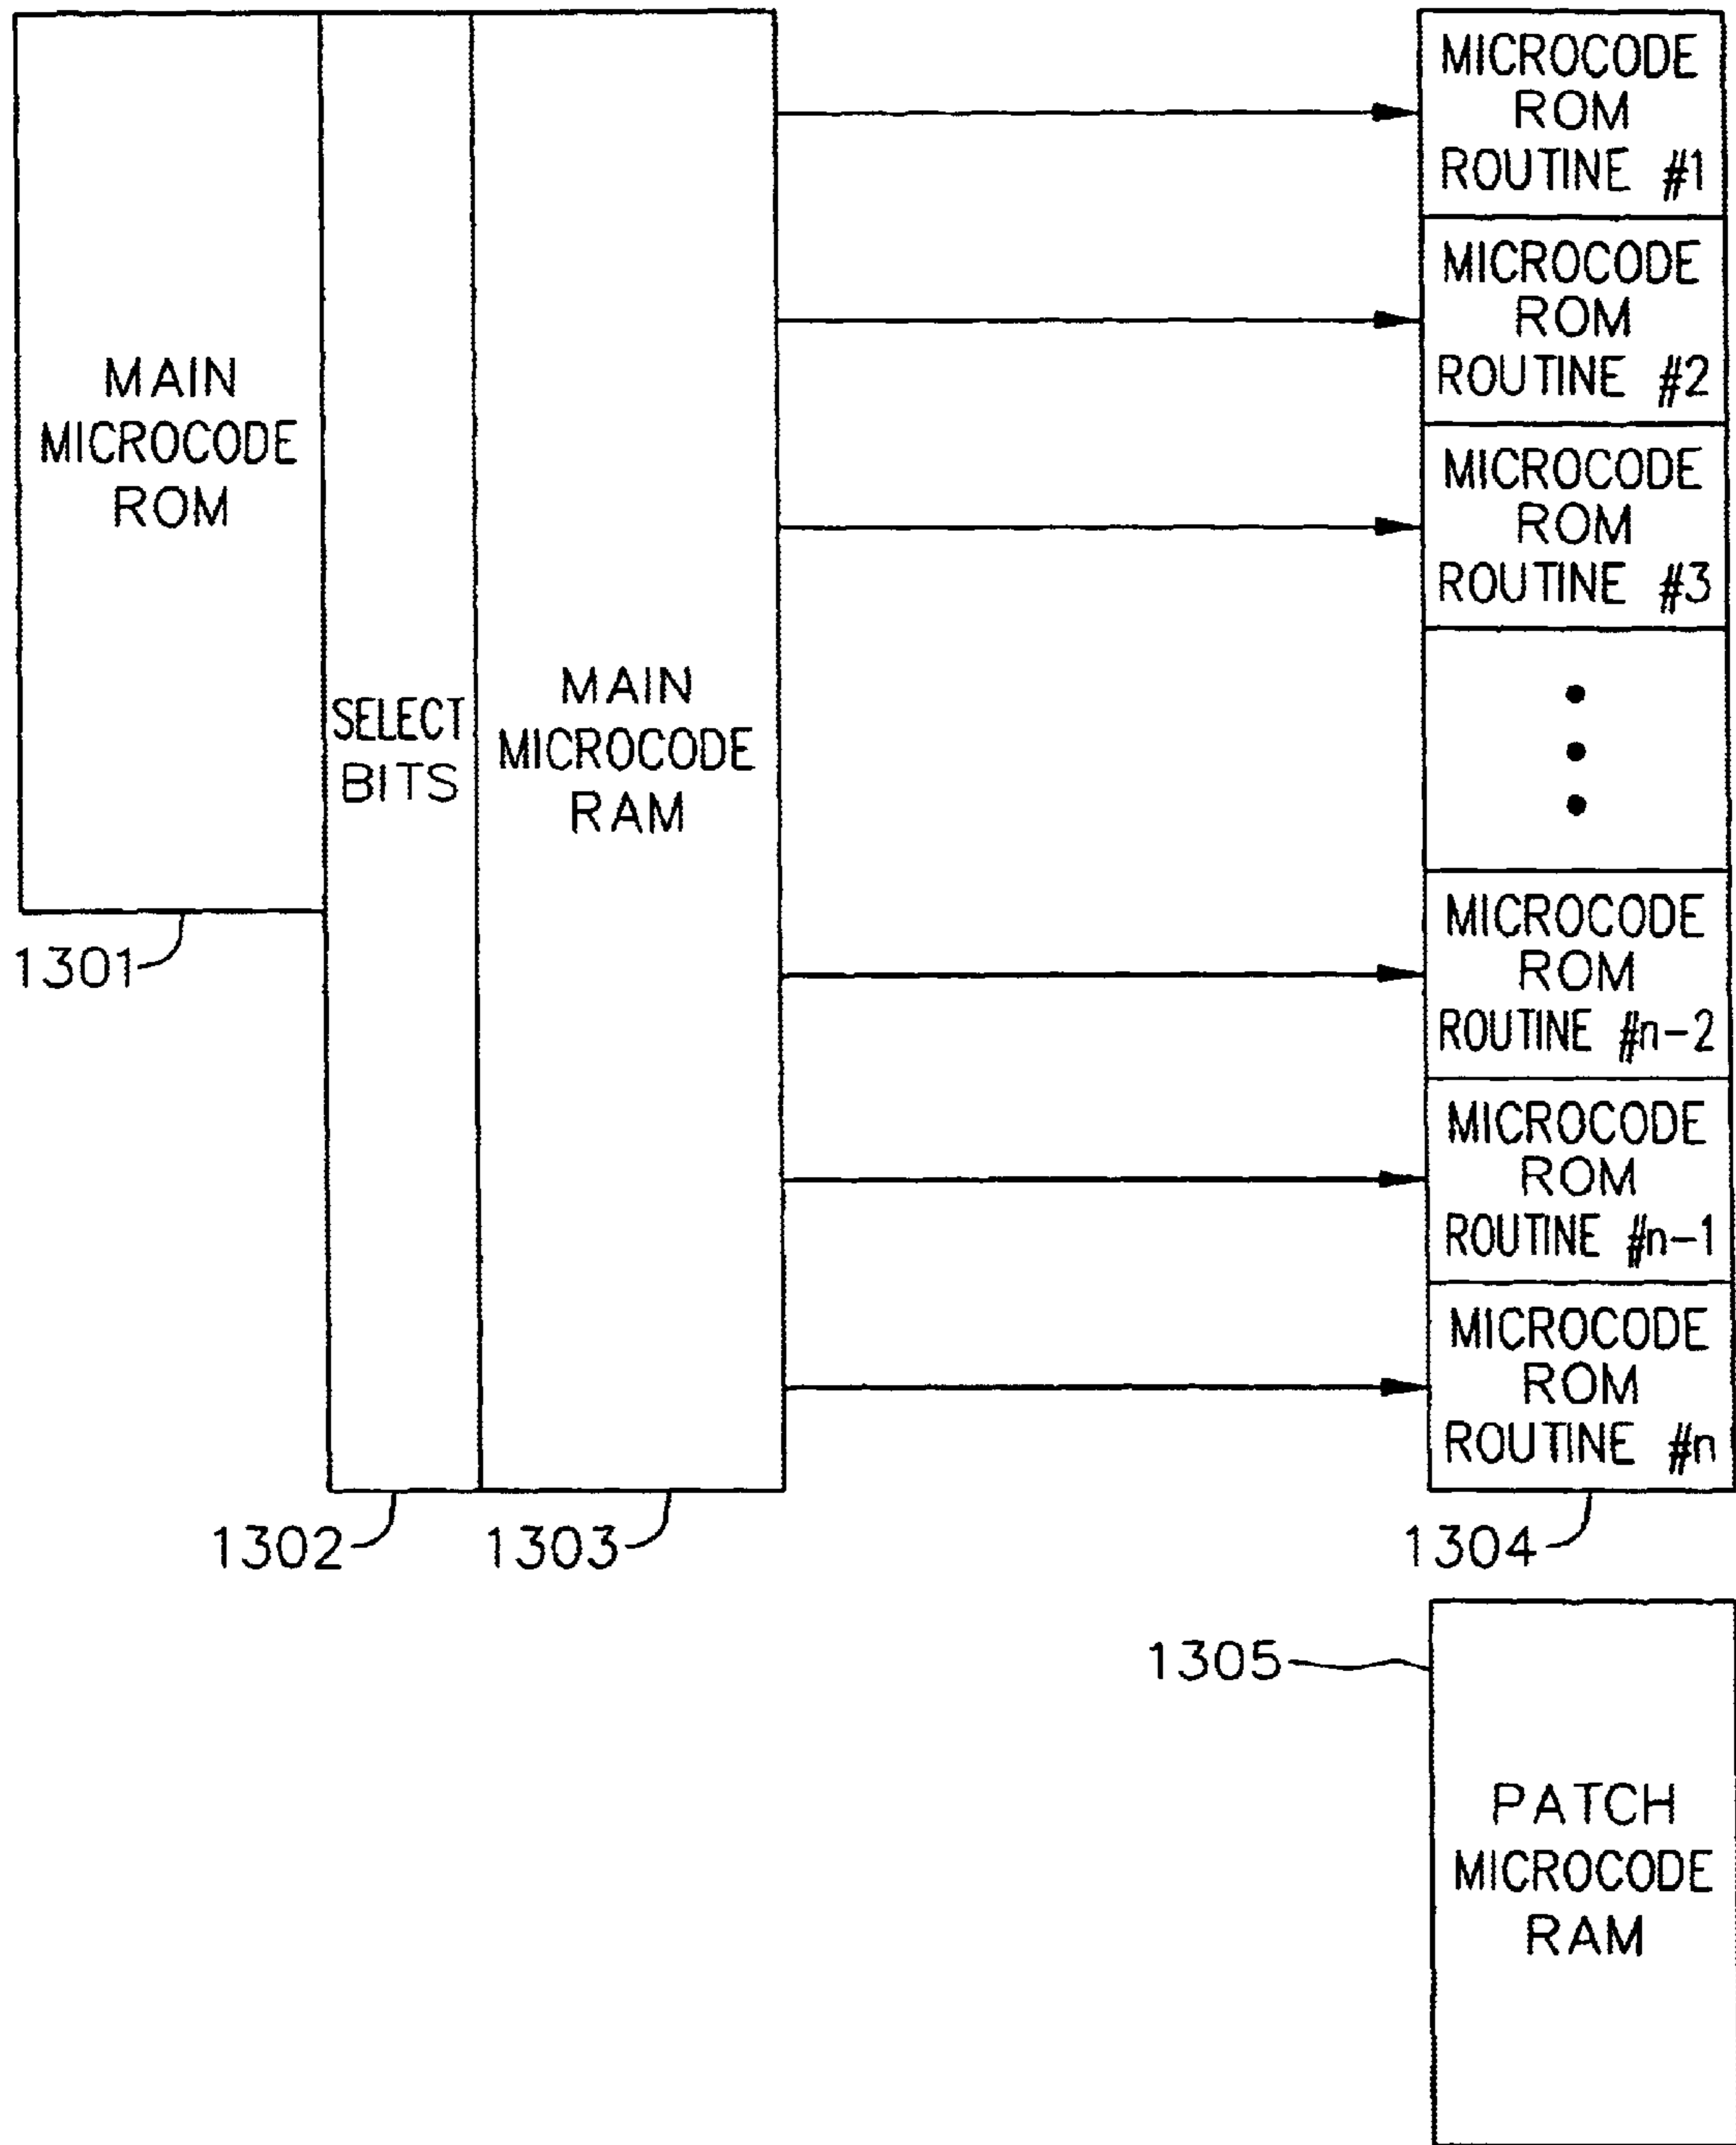 MAIN
MICROCODE
ROM
1301
SELECT
BITS
1302
MAIN
MICROCODE
RAM
1303
MICROCODE
ROM
ROUTINE #1
MICROCODE
ROM
ROUTINE #2
MICROCODE
ROM
ROUTINE #3
MICROCODE
ROM
ROUTINE #n-2
MICROCODE
ROM
ROUTINE #n-1
MICROCODE
ROM
ROUTINE #n
1304
1305
PATCH
MICROCODE
RAM